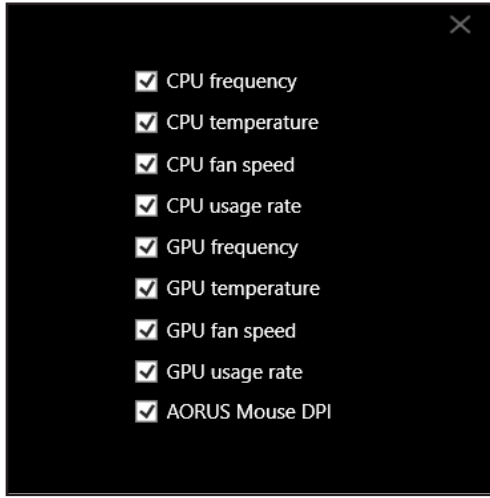 CPU frequency
CPU temperature
CPU fan speed
CPU usage rate
GPU frequency
GPU temperature
GPU fan speed
GPU usage rate
AORUS Mouse DPI